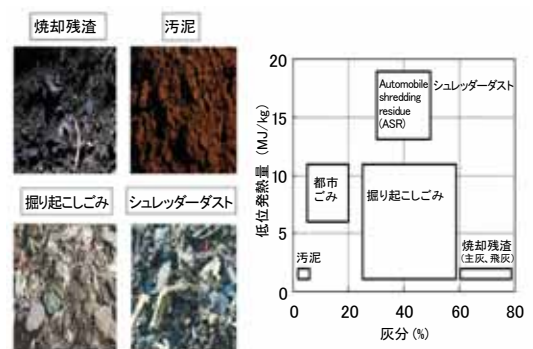 焼却残渣
汚泥
掘り起こしごみ
シュレッダーダスト
低位発熱量 (MJ/kg)
20
15
10
5
0
Automobile
shredding
residue
(ASR)
シュレッダーダスト
都市
ごみ
掘り起こしごみ
汚泥
焼却残渣
(主灰、飛灰)
0
20
40
60
80
灰分(%)